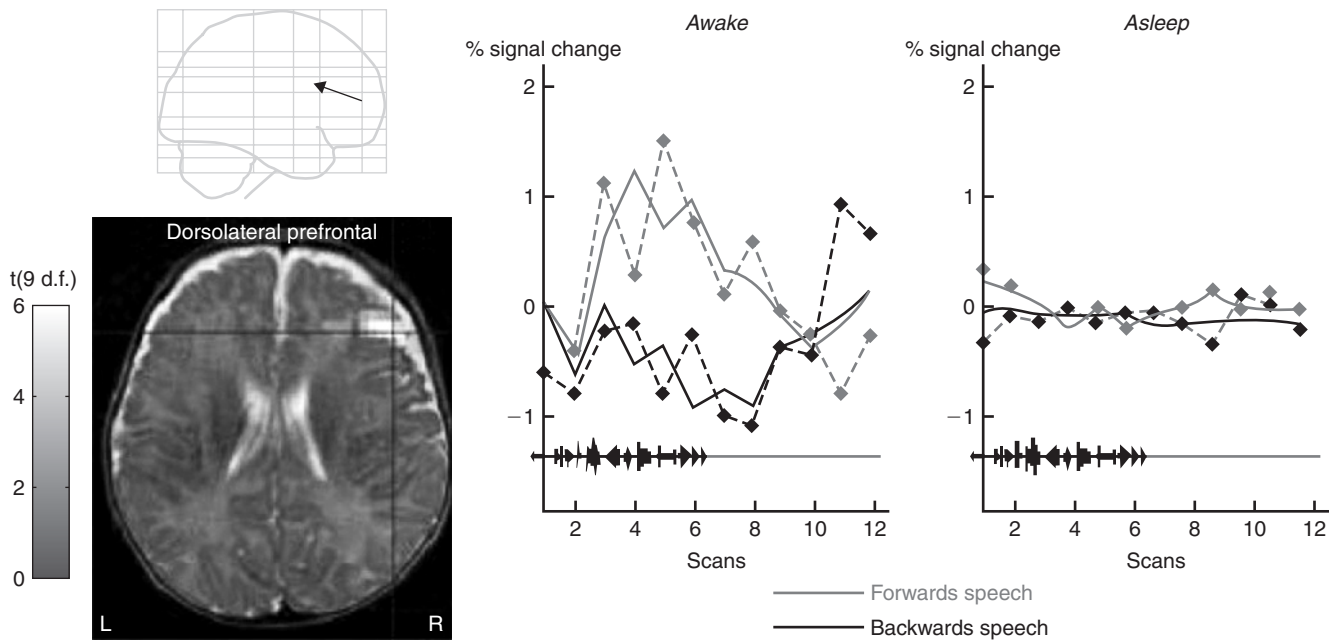 Dorsolateral prefrontal
t(9 d.f.)
6
4
2
0
L
R
Awake
% signal change
2
1
0
−1
2
4
6
8
10
12
Scans
Asleep
% signal change
2
1
0
−1
2
4
6
8
10
12
Scans
Forwards speech
Backwards speech